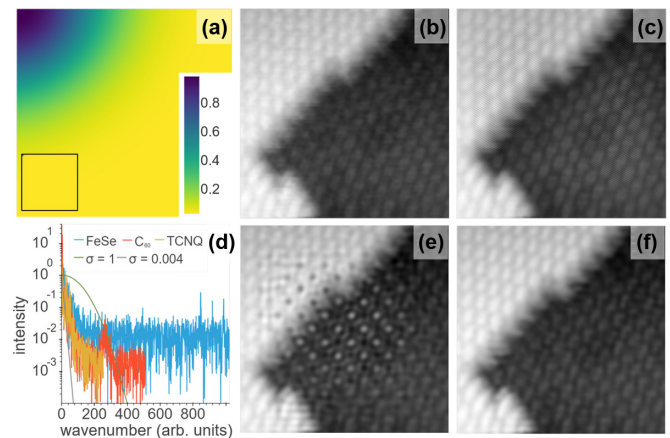 (a)
(b)
(c)
0.8
0.6
0.4
0.2
(d)
(e)
(f)
FeSe C₆₀ TCNQ
σ = 1 σ = 0.004
10¹
0
10⁰
10⁻¹
10⁻²
10⁻³
intensity
0 200 400 600 800
wavenumber (arb. units)